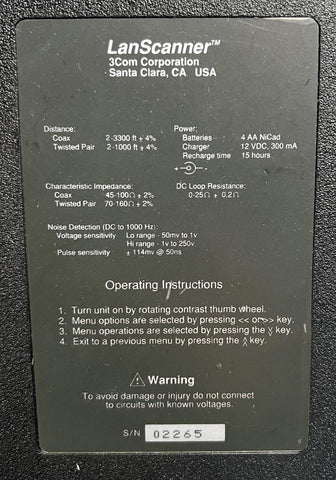 LanScanner™
3Com Corporation
Santa Clara, CA USA
Distance:
Coax 2-3300 ft ± 4%
Twisted Pair 2-1000 ft ± 4%
Power:
Batteries 4 AA NiCad
Charger 12 VDC, 300 mA
Recharge time 15 hours
Characteristic Impedance:
Coax 45-100Ω ± 2%
Twisted Pair 70-160Ω ± 2%
DC Loop Resistance:
0-25Ω ± 0.2Ω
Noise Detection (DC to 1000 Hz):
Voltage sensitivity Lo range - 50mv to 1v
Hi range - 1v to 250v
Pulse sensitivity ± 114mv @ 50ns
Operating Instructions
1. Turn unit on by rotating contrast thumb wheel.
2. Menu options are selected by pressing << or >> key.
3. Menu operations are selected by pressing the key.
4. Exit to a previous menu by pressing the key.
Warning
To avoid damage or injury do not connect
to circuits with known voltages.
S/N 02265